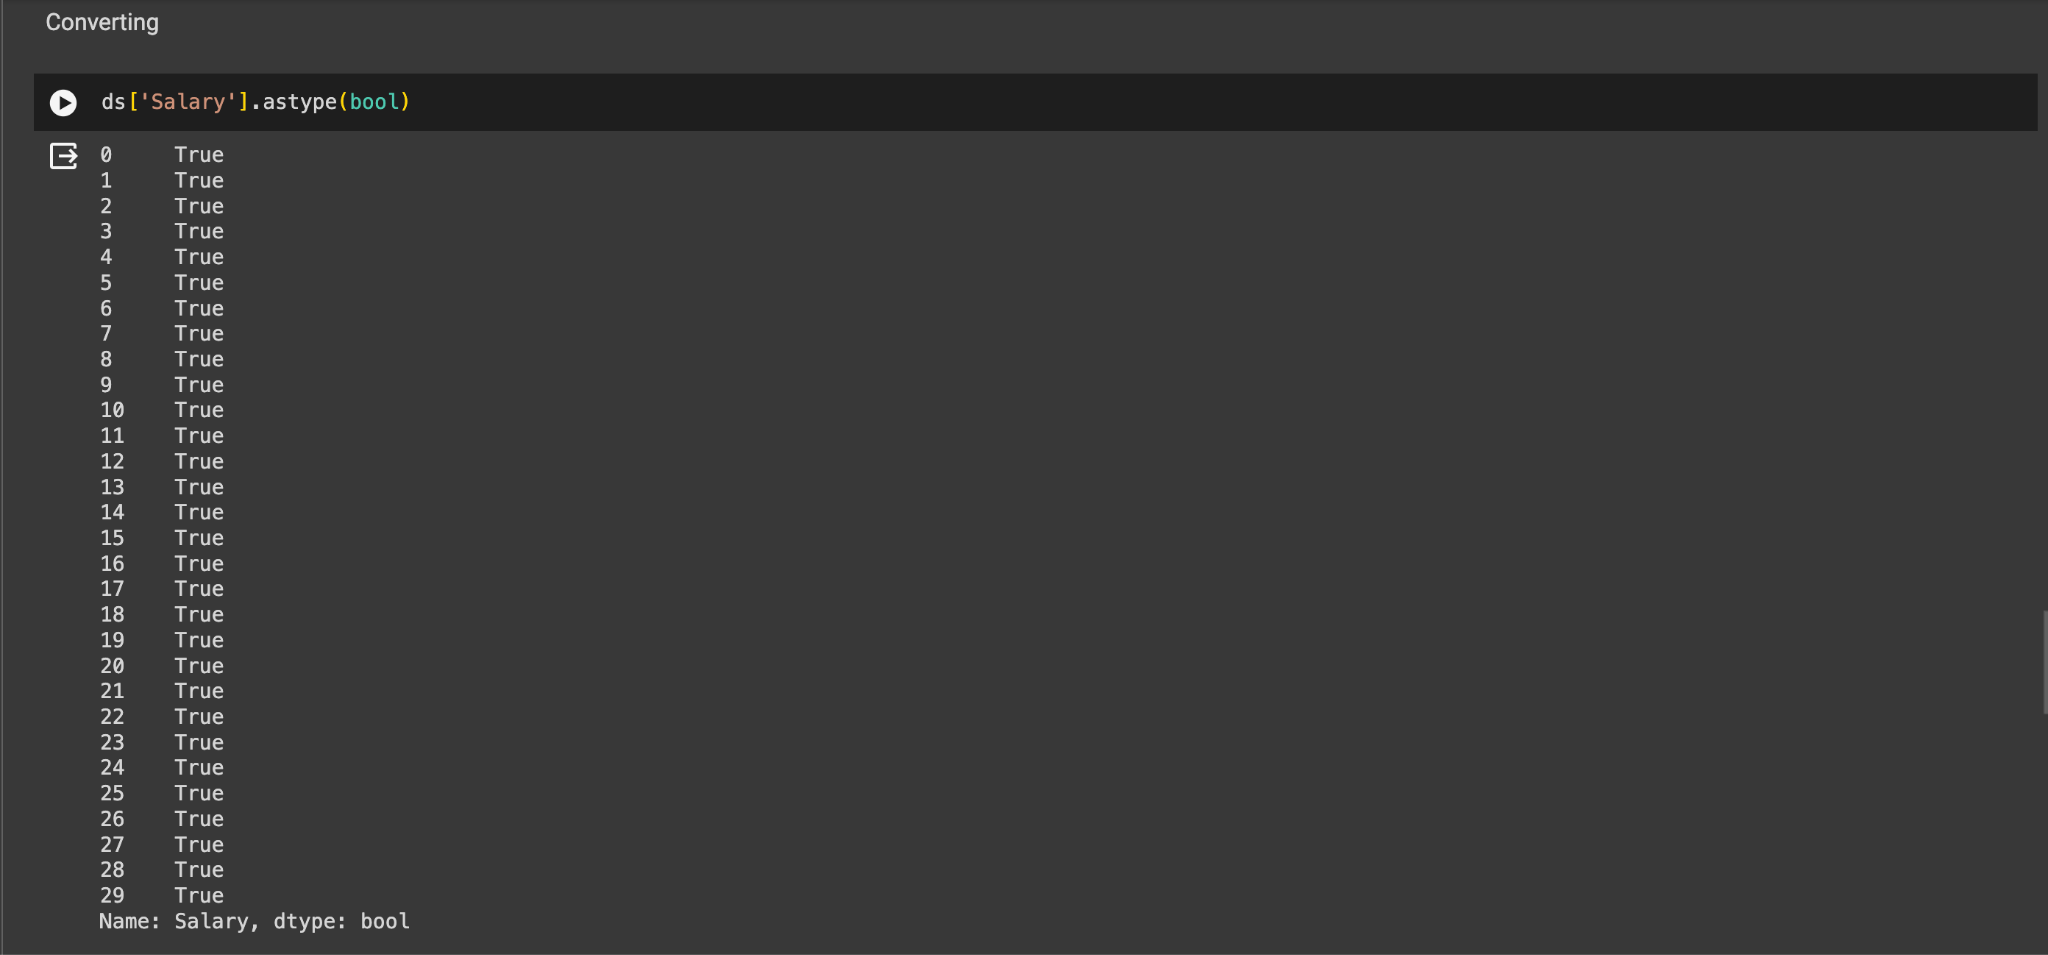 Converting
ds['Salary'].astype(bool)
0 True
1 True
2 True
3 True
4 True
5 True
6 True
7 True
8 True
9 True
10 True
11 True
12 True
13 True
14 True
15 True
16 True
17 True
18 True
19 True
20 True
21 True
22 True
23 True
24 True
25 True
26 True
27 True
28 True
29 True
Name: Salary, dtype: bool